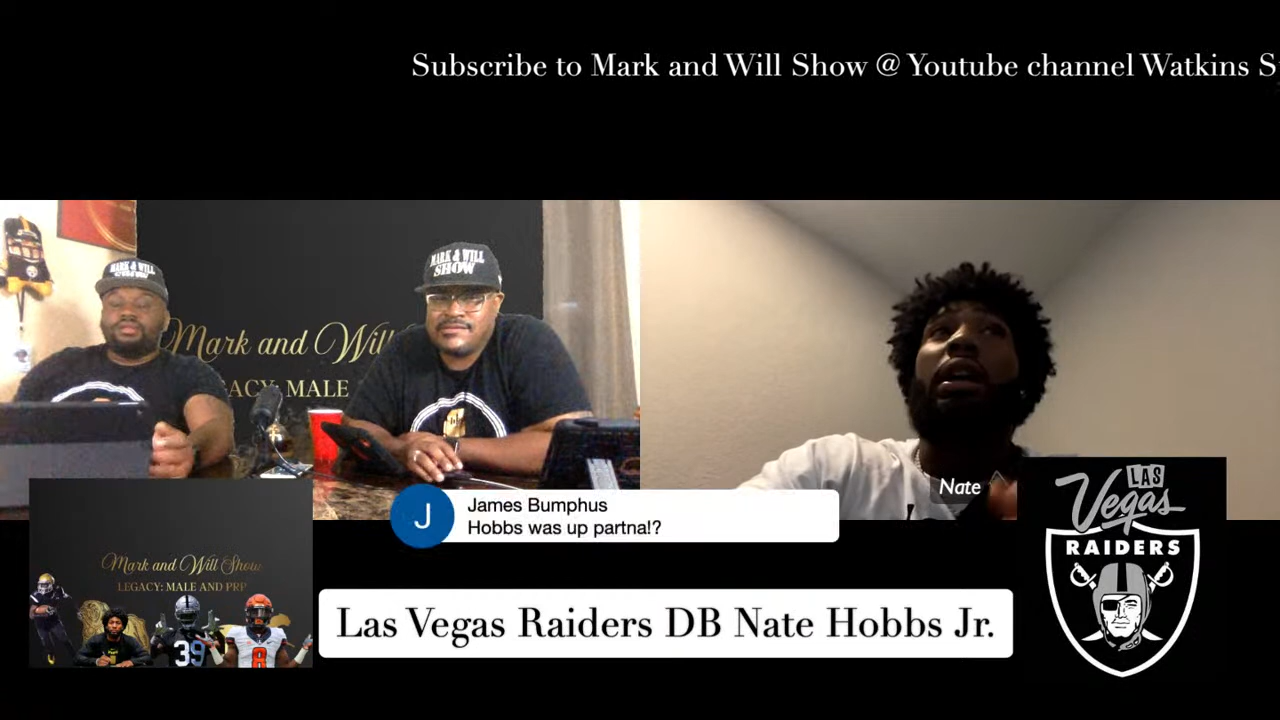 Subscribe to Mark and Will Show @ Youtube channel Watkins S
MARK & WILL
SHOW
MARK & WILL
SHOW
Mark and Will
LEGACY: MALE
Nate
James Bumphus
Hobbs was up partna!?
J
LAS
Vegas
RAIDERS
Mark and Will Show
LEGACY: MALE AND PRP
39
8
Las Vegas Raiders DB Nate Hobbs Jr.